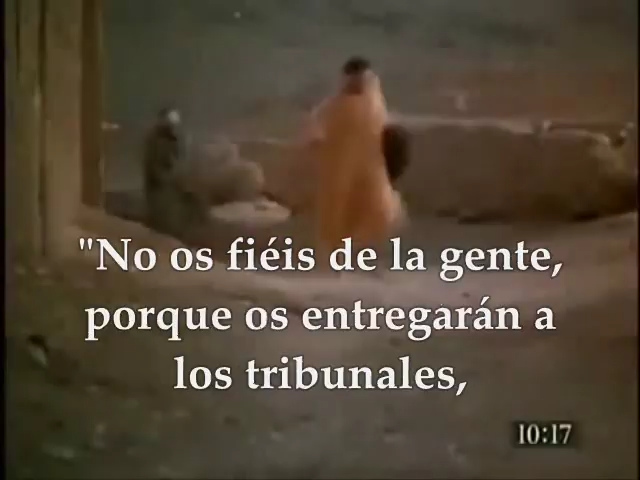 "No os fiéis de la gente,
porque os entregarán a
los tribunales,
10:17